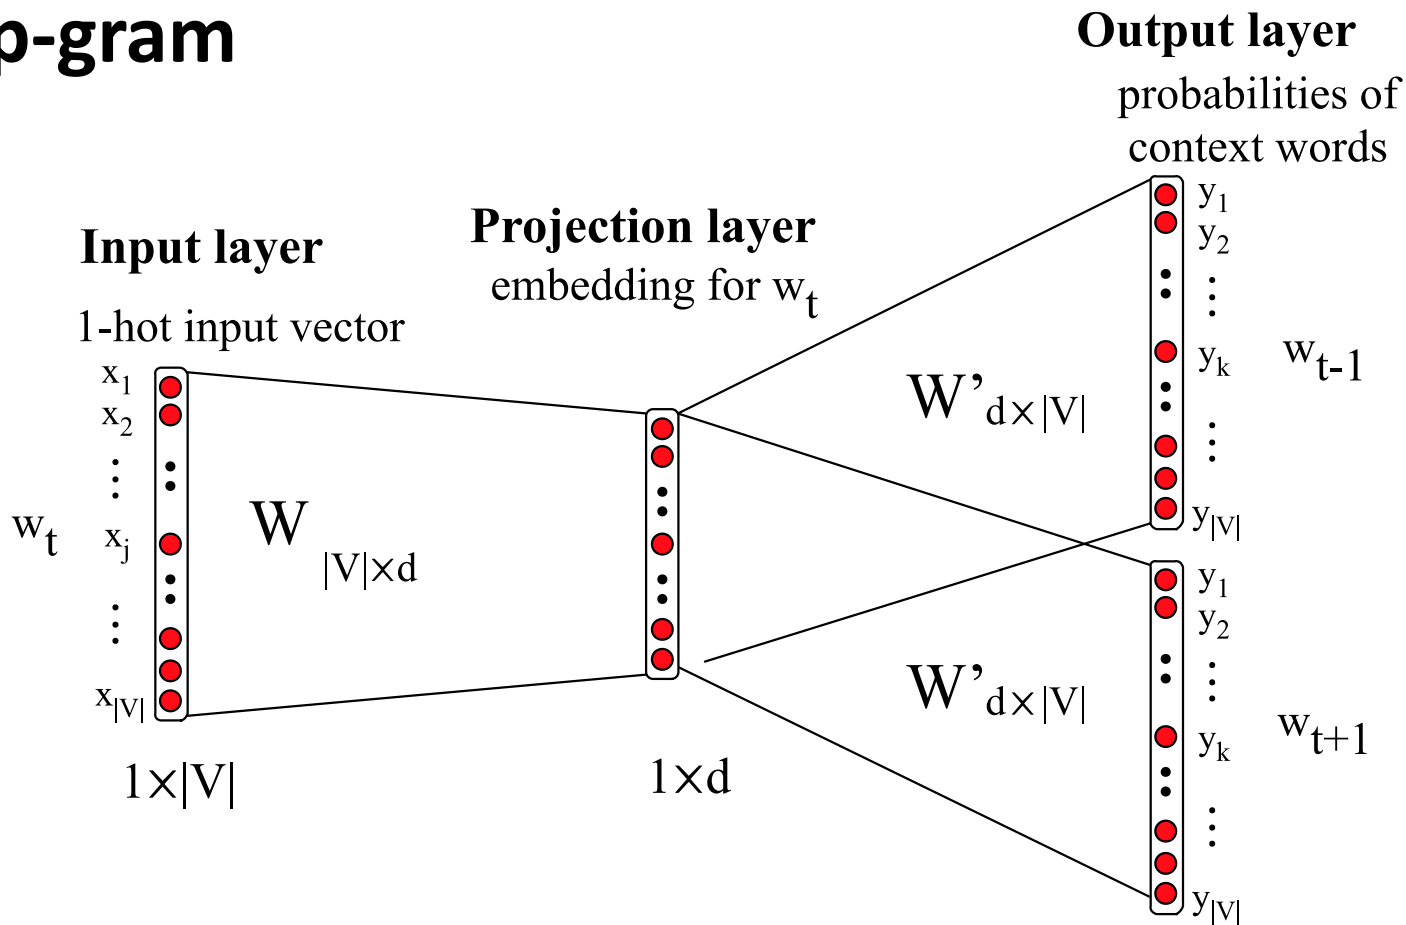 p-gram
Output layer
probabilities of
context words
Projection layer
embedding for wt
Input layer
1-hot input vector
wt
x1
x2
⋮
xj
⋮
x|V|
W|V|×d
1×|V|
1×d
W’d×|V|
y1
y2
⋮
yk
⋮
y|V|
wt-1
W’d×|V|
y1
y2
⋮
yk
⋮
y|V|
wt+1